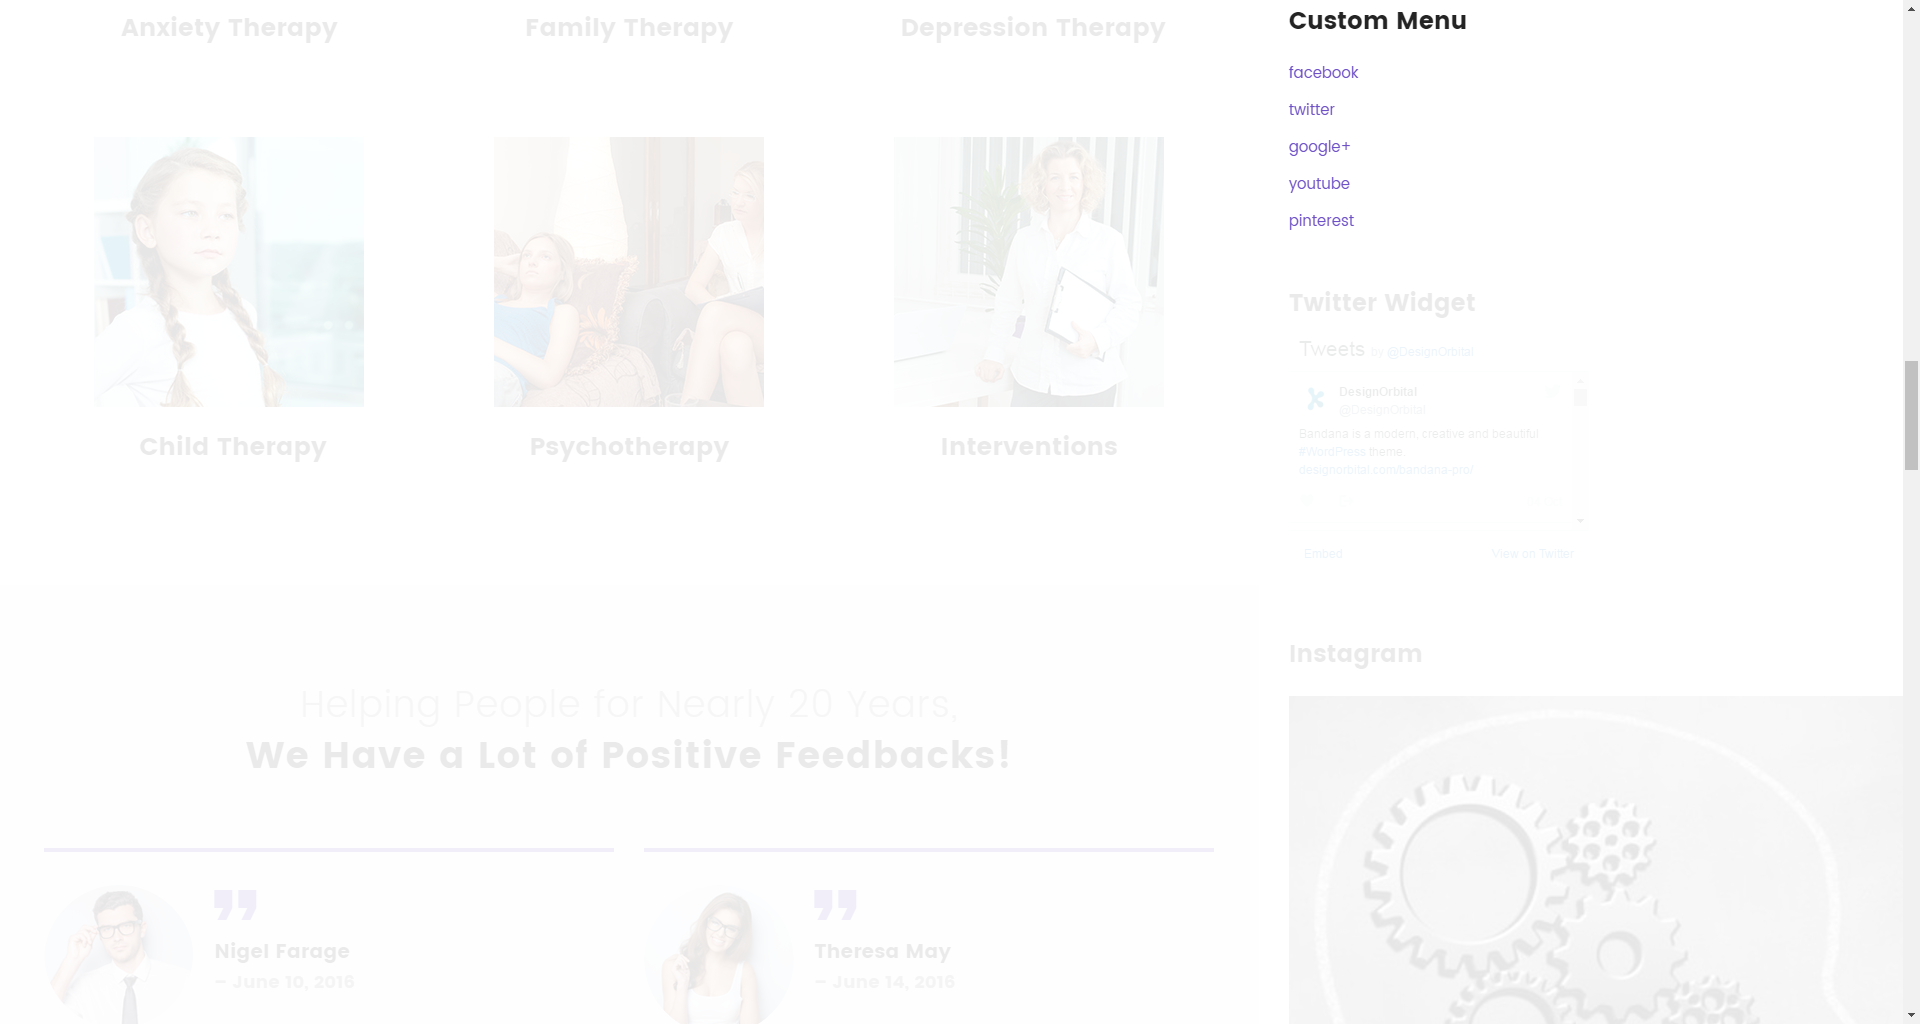 Anxiety Therapy
Family Therapy
Depression Therapy
Child Therapy
Psychotherapy
Interventions
Helping People for Nearly 20 Years,
We Have a Lot of Positive Feedbacks!
Nigel Farage
– June 10, 2016
Theresa May
– June 14, 2016
Custom Menu
facebook
twitter
google+
youtube
pinterest
Twitter Widget
Tweets by @DesignOrbital
DesignOrbital
@DesignOrbital
Bandana is a modern, creative and beautiful
#WordPress theme.
designorbital.com/bandana-pro/
Embed
View on Twitter
Instagram